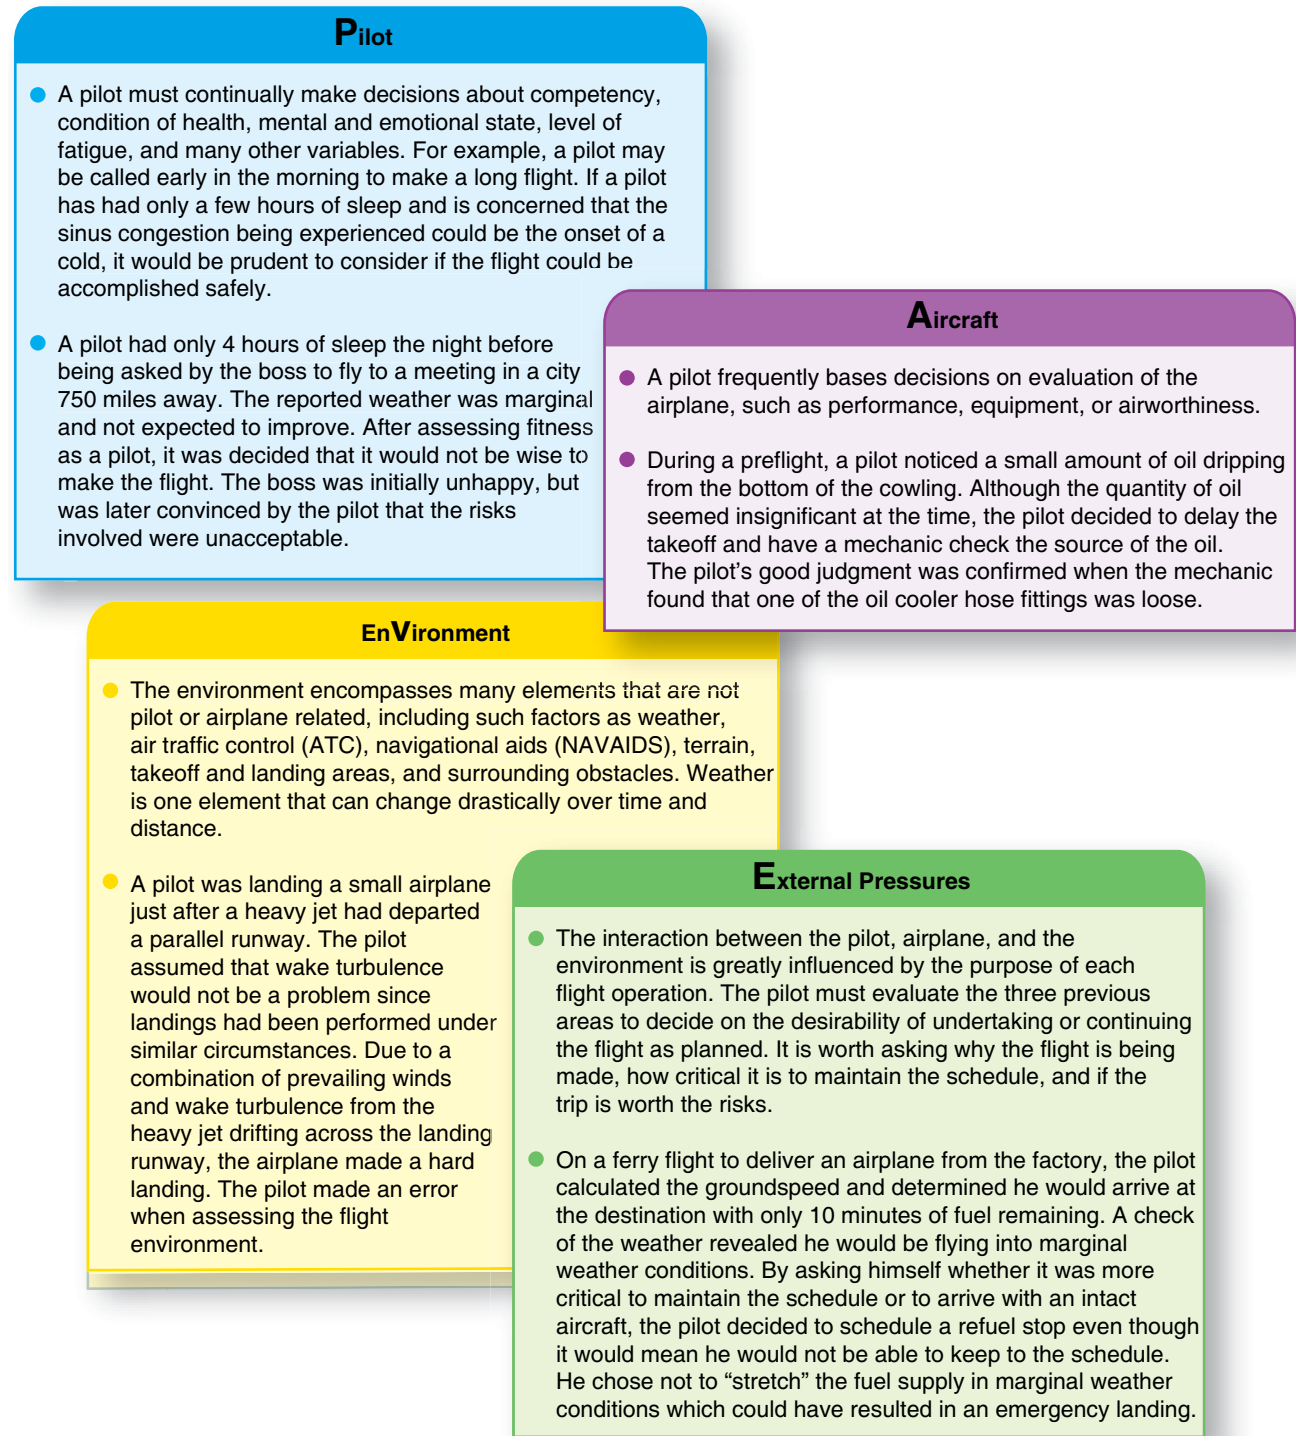 Pilot
A pilot must continually make decisions about competency,
condition of health, mental and emotional state, level of
fatigue, and many other variables. For example, a pilot may
be called early in the morning to make a long flight. If a pilot
has had only a few hours of sleep and is concerned that the
sinus congestion being experienced could be the onset of a
cold, it would be prudent to consider if the flight could be
accomplished safely.
A pilot had only 4 hours of sleep the night before
being asked by the boss to fly to a meeting in a city
750 miles away. The reported weather was marginal
and not expected to improve. After assessing fitness
as a pilot, it was decided that it would not be wise to
make the flight. The boss was initially unhappy, but
was later convinced by the pilot that the risks
involved were unacceptable.
Aircraft
A pilot frequently bases decisions on evaluation of the
airplane, such as performance, equipment, or airworthiness.
During a preflight, a pilot noticed a small amount of oil dripping
from the bottom of the cowling. Although the quantity of oil
seemed insignificant at the time, the pilot decided to delay the
takeoff and have a mechanic check the source of the oil.
The pilot’s good judgment was confirmed when the mechanic
found that one of the oil cooler hose fittings was loose.
EnVironment
The environment encompasses many elements that are not
pilot or airplane related, including such factors as weather,
air traffic control (ATC), navigational aids (NAVAIDS), terrain,
takeoff and landing areas, and surrounding obstacles. Weather
is one element that can change drastically over time and
distance.
A pilot was landing a small airplane
just after a heavy jet had departed
a parallel runway. The pilot
assumed that wake turbulence
would not be a problem since
landings had been performed under
similar circumstances. Due to a
combination of prevailing winds
and wake turbulence from the
heavy jet drifting across the landing
runway, the airplane made a hard
landing. The pilot made an error
when assessing the flight
environment.
External Pressures
The interaction between the pilot, airplane, and the
environment is greatly influenced by the purpose of each
flight operation. The pilot must evaluate the three previous
areas to decide on the desirability of undertaking or continuing
the flight as planned. It is worth asking why the flight is being
made, how critical it is to maintain the schedule, and if the
trip is worth the risks.
On a ferry flight to deliver an airplane from the factory, the pilot
calculated the groundspeed and determined he would arrive at
the destination with only 10 minutes of fuel remaining. A check
of the weather revealed he would be flying into marginal
weather conditions. By asking himself whether it was more
critical to maintain the schedule or to arrive with an intact
aircraft, the pilot decided to schedule a refuel stop even though
it would mean he would not be able to keep to the schedule.
He chose not to “stretch” the fuel supply in marginal weather
conditions which could have resulted in an emergency landing.